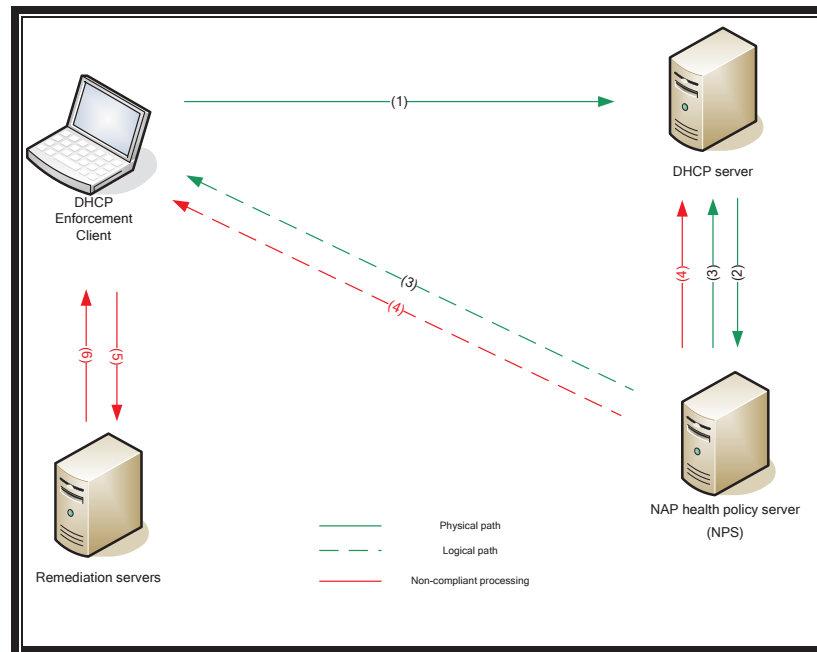 (1)
DHCP server
DHCP
Enforcement
Client
(3)
(4)
(4)
(3)
(2)
(6)
(5)
NAP health policy server
(NPS)
Remediation servers
Physical path
Logical path
Non-compliant processing